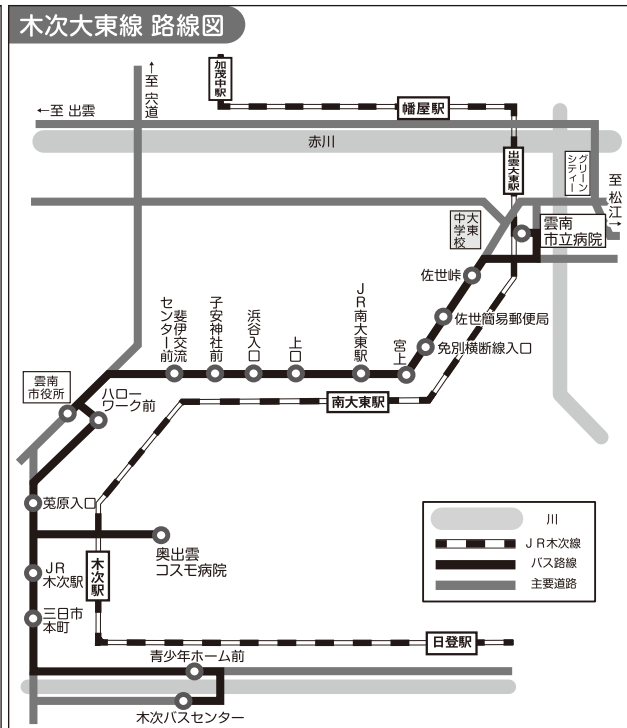 木次大東線 路線図
加茂中駅
→至 宍道
←至 出雲
幡屋駅
赤川
出雲大東駅
グリーン
シティー
至 松江→
大東
中学校
雲南
市立病院
佐世峠
佐世簡易郵便局
免別横断線入口
宮上
JR南大東駅
上口
浜谷入口
子安神社前
斐伊交流
センター前
南大東駅
雲南
市役所
ハロー
ワーク前
菟原入口
奥出雲
コスモ病院
JR
木次駅
木次駅
三日市
本町
日登駅
青少年ホーム前
木次バスセンター
川
JR木次線
バス路線
主要道路